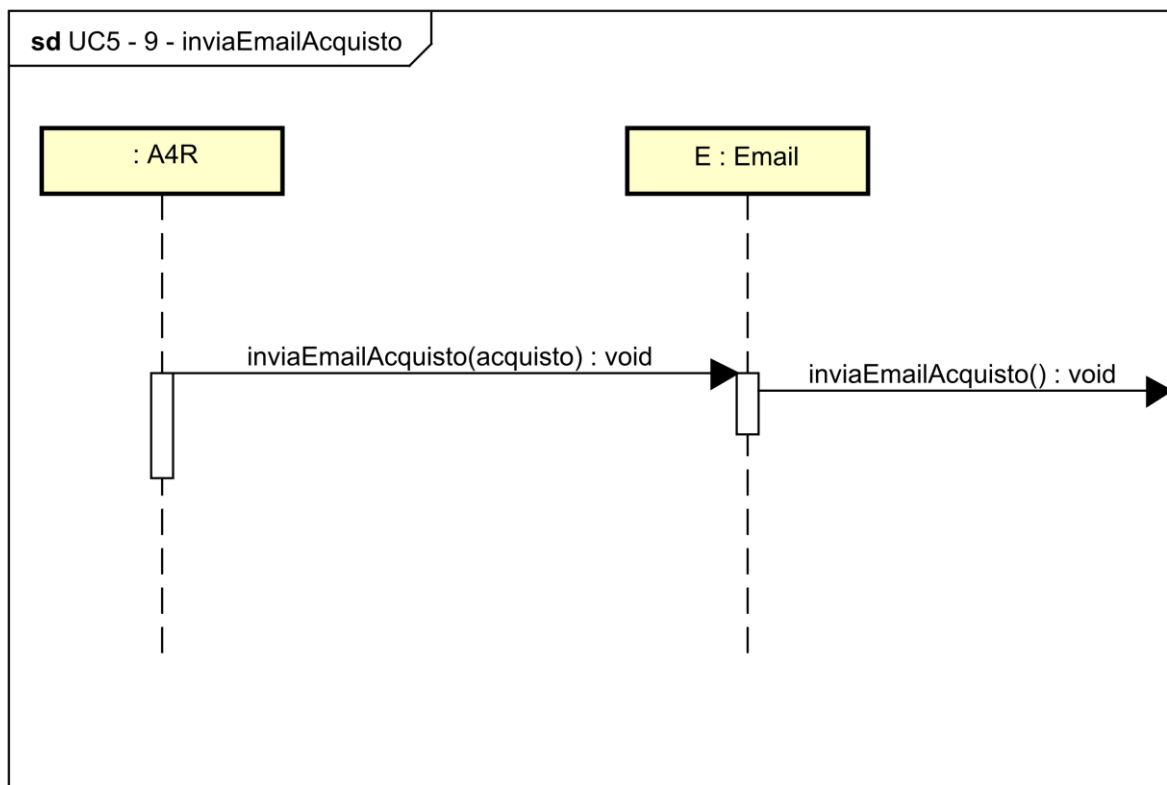 sd UC5 - 9 - inviaEmailAcquisto
: A4R
E : Email
inviaEmailAcquisto(acquisto) : void
inviaEmailAcquisto() : void